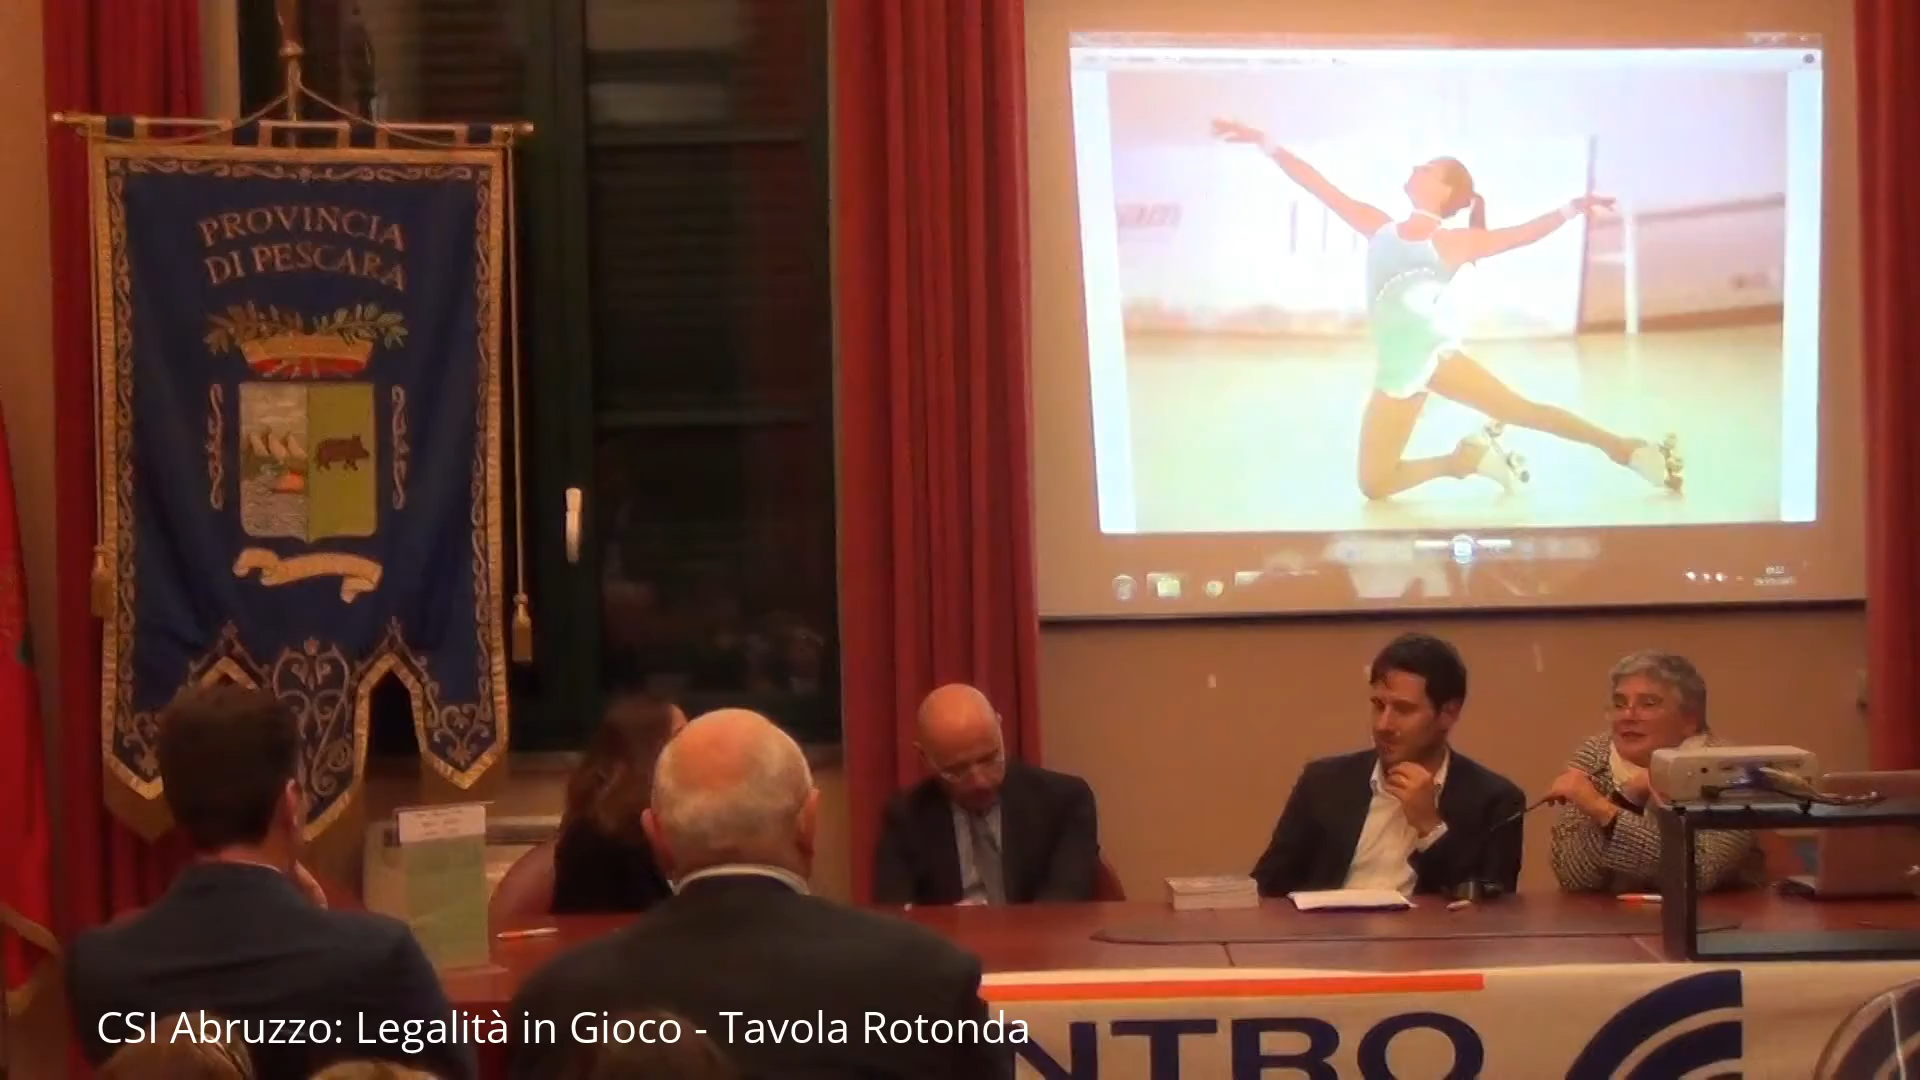 PROVINCIA
DI PESCARA
CSI Abruzzo: Legalità in Gioco - Tavola Rotonda
NTRO